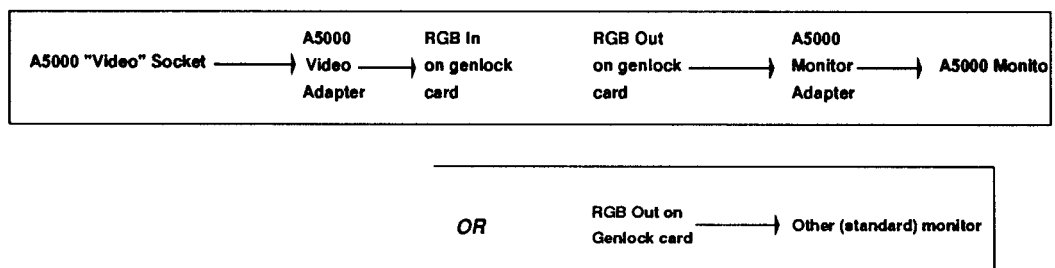 A5000 "Video" Socket
A5000
Video
Adapter
RGB In
on genlock
card
RGB Out
on genlock
card
A5000
Monitor
Adapter
A5000 Monito
OR
RGB Out on
Genlock card
Other (standard) monitor